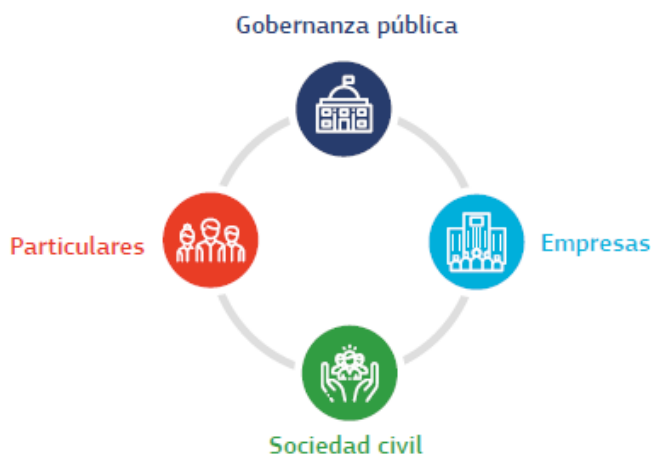 Gobernanza pública
Particulares
Empresas
Sociedad civil